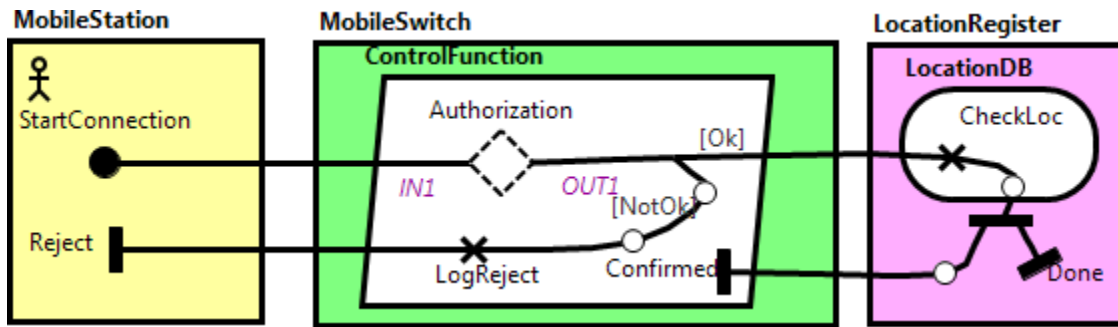 MobileStation
MobileSwitch
LocationRegister
ControlFunction
LocationDB
StartConnection
Authorization
CheckLoc
[Ok]
IN1
OUT1
[NotOk]
Reject
LogReject
Confirmed
Done